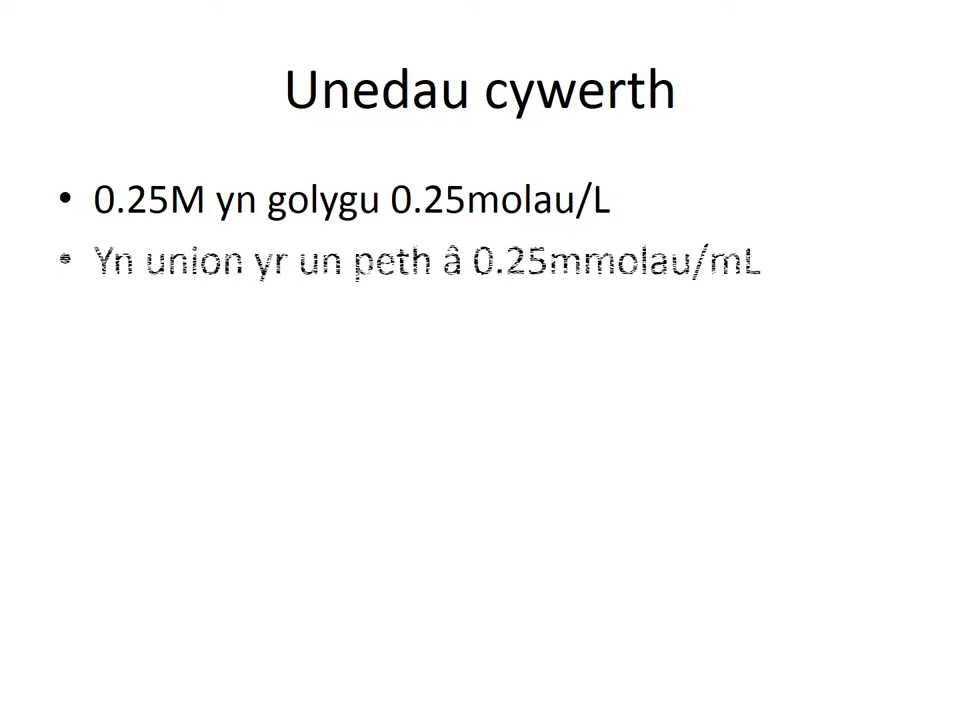 Unedau cywerth
• 0.25M yn golygu 0.25molau/L
• Yn union yr un peth â 0.25mmolau/mL